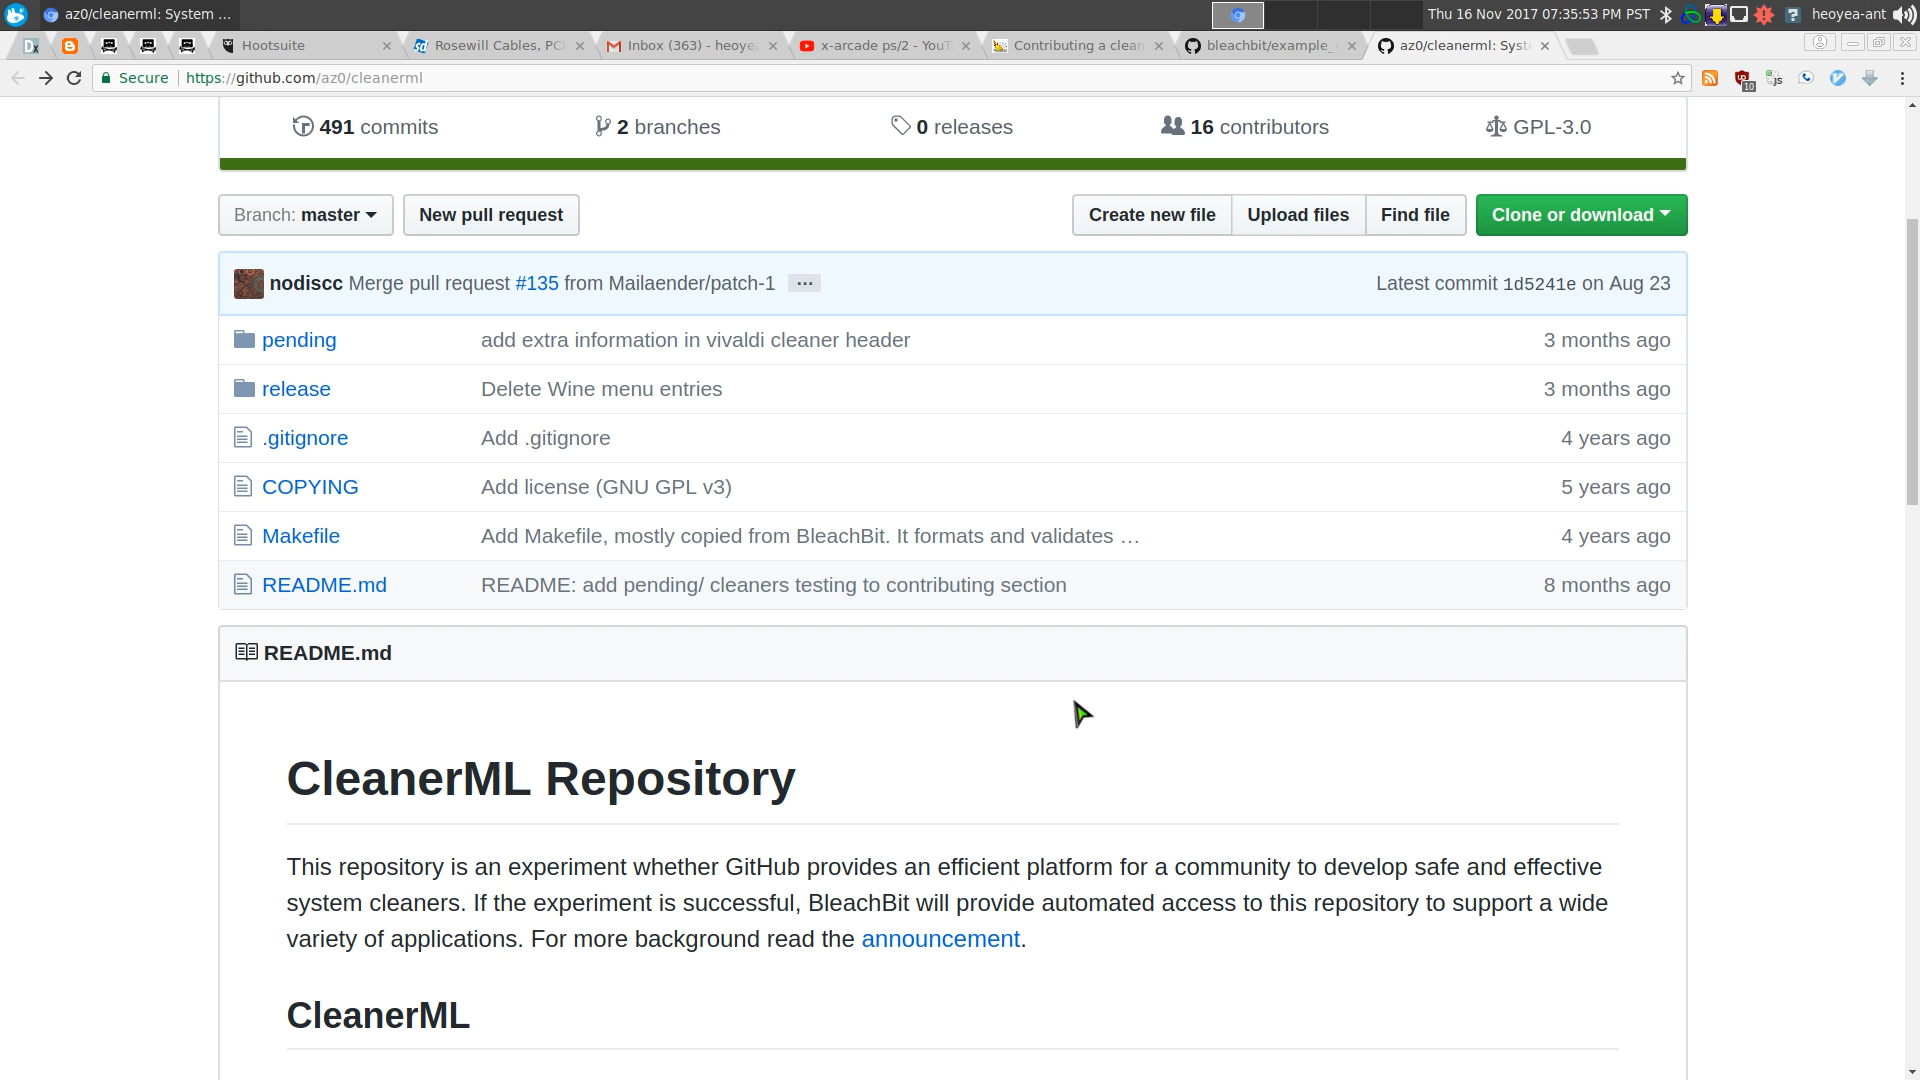 az0/cleanerml: System ...
Thu 16 Nov 2017 07:35:53 PM PST
heoyea-ant
Hootsuite
Rosewill Cables, PC
Inbox (363) - heoye
x-arcade ps/2 - YouT
Contributing a clean
bleachbit/example_
az0/cleanerml: Syst
Secure
https://github.com/az0/cleanerml
10
491 commits
2 branches
0 releases
16 contributors
GPL-3.0
Branch: master
New pull request
Create new file
Upload files
Find file
Clone or download
nodiscc Merge pull request #135 from Mailaender/patch-1 ...
Latest commit 1d5241e on Aug 23
pending add extra information in vivaldi cleaner header 3 months ago
release Delete Wine menu entries 3 months ago
.gitignore Add .gitignore 4 years ago
COPYING Add license (GNU GPL v3) 5 years ago
Makefile Add Makefile, mostly copied from BleachBit. It formats and validates … 4 years ago
README.md README: add pending/ cleaners testing to contributing section 8 months ago
README.md
CleanerML Repository
This repository is an experiment whether GitHub provides an efficient platform for a community to develop safe and effective
system cleaners. If the experiment is successful, BleachBit will provide automated access to this repository to support a wide
variety of applications. For more background read the announcement.
CleanerML